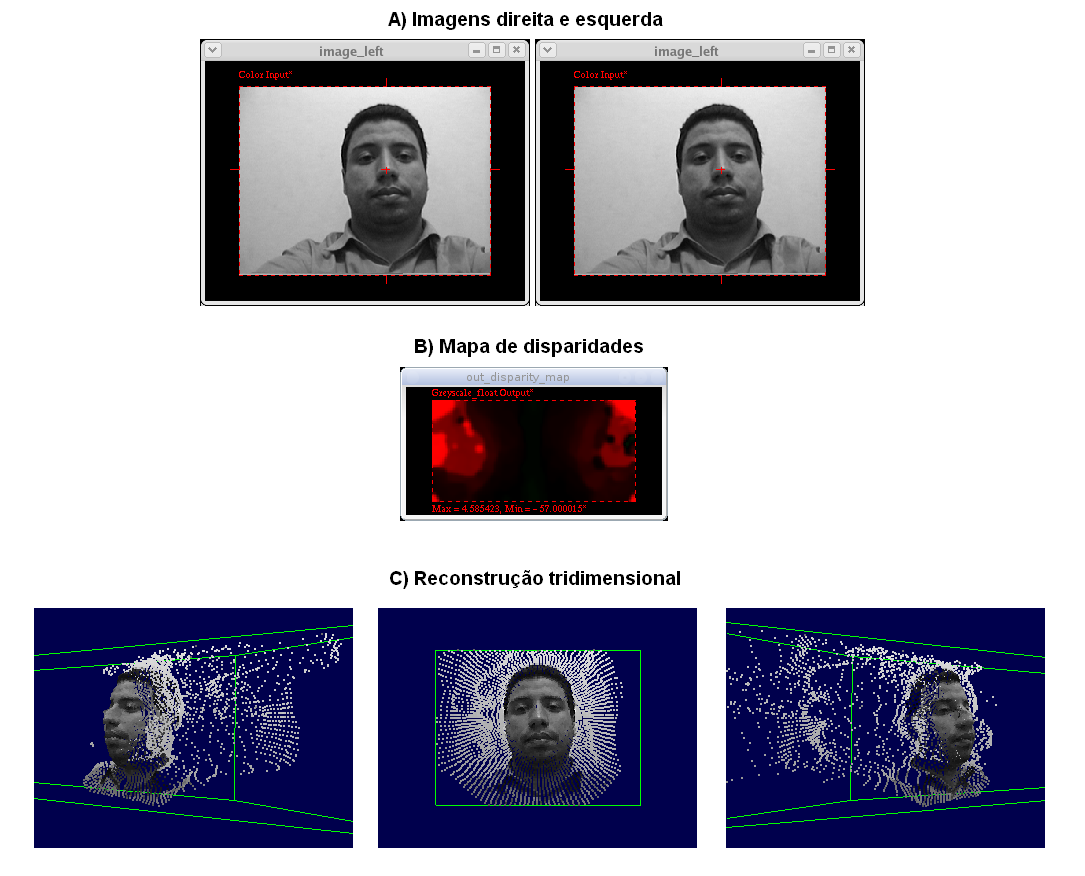 A) Imagens direita e esquerda
image_left
image_left
Color Input*
Color Input*
B) Mapa de disparidades
out_disparity_map
Greyscale_float Output*
Max = 4.585423, Min = -57.000015*
C) Reconstrução tridimensional